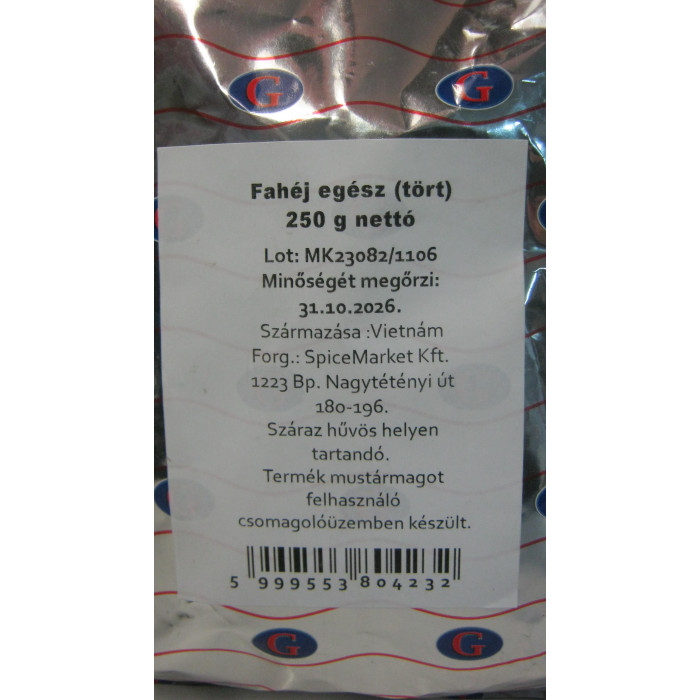 G G
Fahéj egész (tört)
250 g nettó
Lot: MK23082/1106
Minőségét megőrzi:
31.10.2026.
Származása :Vietnám
Forg.: SpiceMarket Kft.
1223 Bp. Nagytétényi út
180-196.
Száraz hűvös helyen
tartandó.
Termék mustármagot
felhasználó
csomagolóüzemben készült.
5 999553 804232
G G